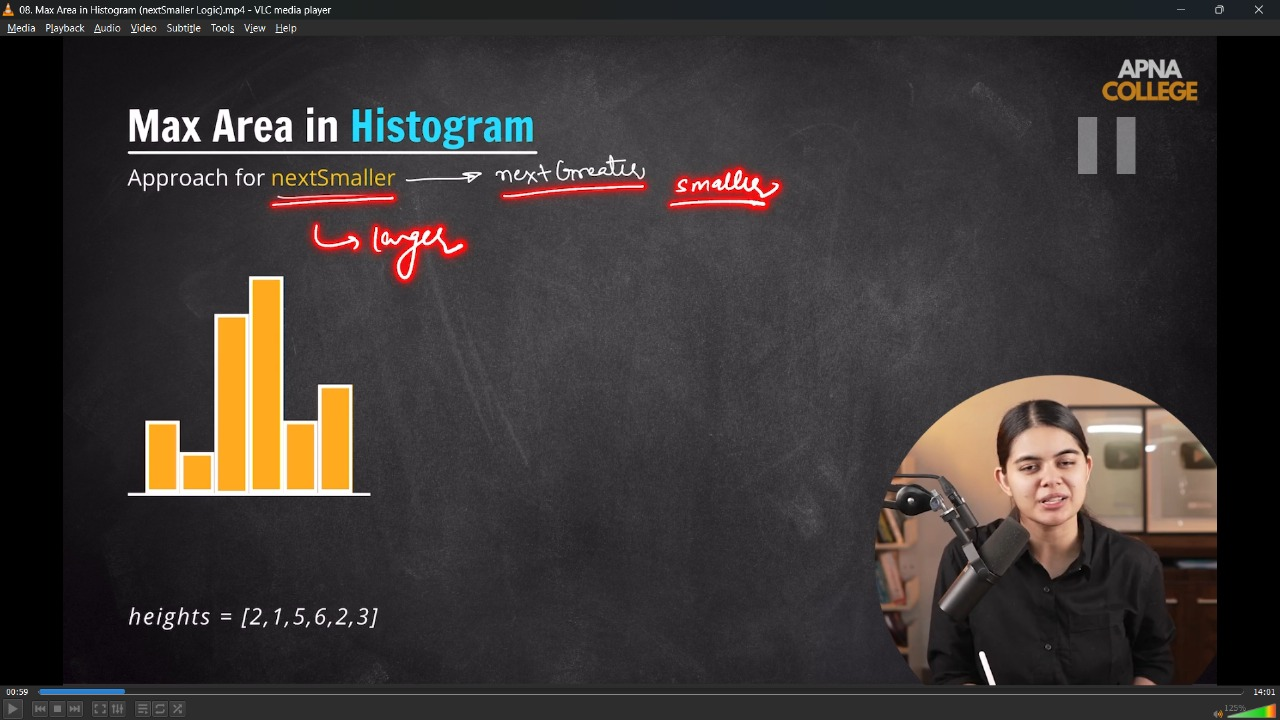 08. Max Area in Histogram (nextSmaller Logic).mp4 - VLC media player
Media Playback Audio Video Subtitle Tools View Help
APNA
COLLEGE
Max Area in Histogram
Approach for nextSmaller → nextGreater smaller
↳ larger
heights = [2,1,5,6,2,3]
00:59 14:01
125%